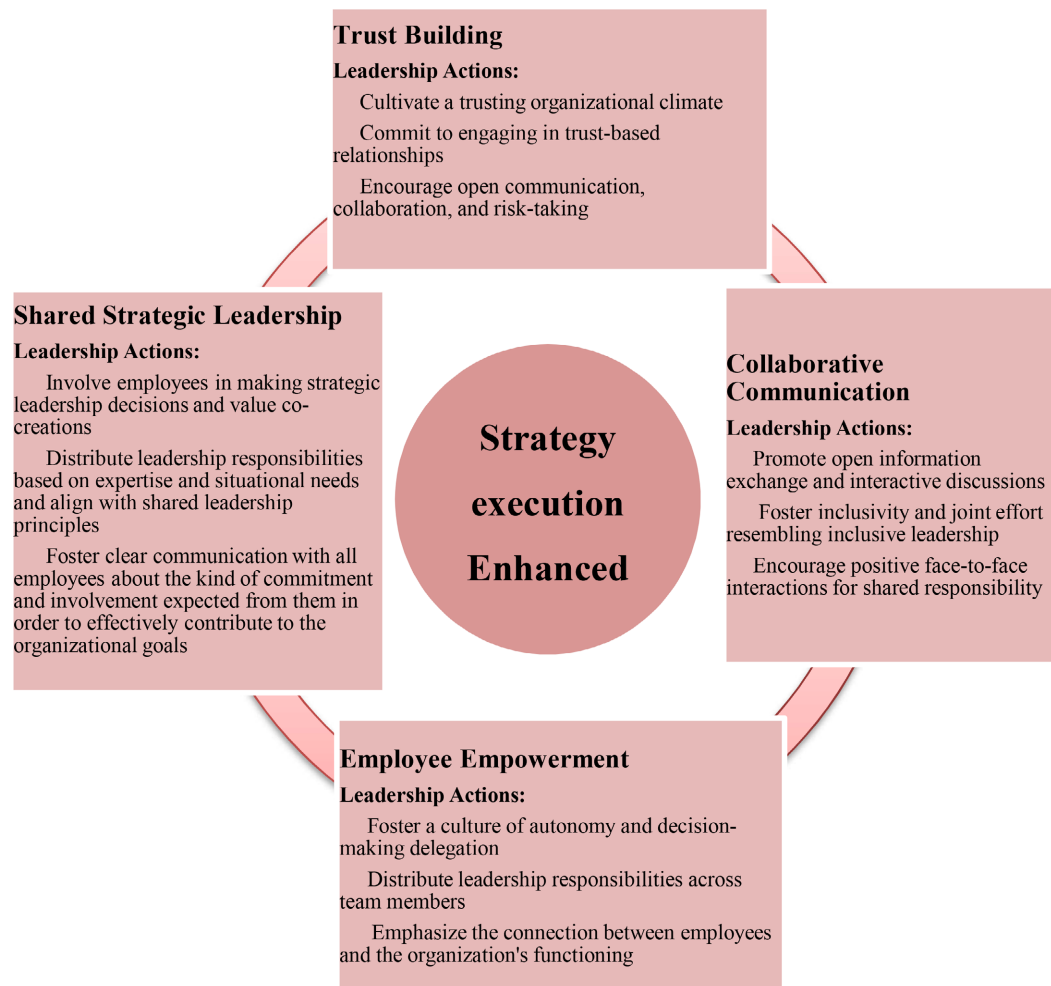 Trust Building
Leadership Actions:
Cultivate a trusting organizational climate
Commit to engaging in trust-based
relationships
Encourage open communication,
collaboration, and risk-taking
Shared Strategic Leadership
Leadership Actions:
Involve employees in making strategic
leadership decisions and value co-
creations
Distribute leadership responsibilities
based on expertise and situational needs
and align with shared leadership
principles
Foster clear communication with all
employees about the kind of commitment
and involvement expected from them in
order to effectively contribute to the
organizational goals
Strategy
execution
Enhanced
Collaborative
Communication
Leadership Actions:
Promote open information
exchange and interactive discussions
Foster inclusivity and joint effort
resembling inclusive leadership
Encourage positive face-to-face
interactions for shared responsibility
Employee Empowerment
Leadership Actions:
Foster a culture of autonomy and decision-
making delegation
Distribute leadership responsibilities across
team members
Emphasize the connection between employees
and the organization's functioning